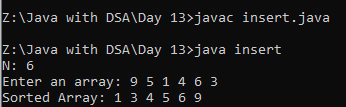 Z:\Java with DSA\Day 13>javac insert.java
Z:\Java with DSA\Day 13>java insert
N: 6
Enter an array: 9 5 1 4 6 3
Sorted Array: 1 3 4 5 6 9